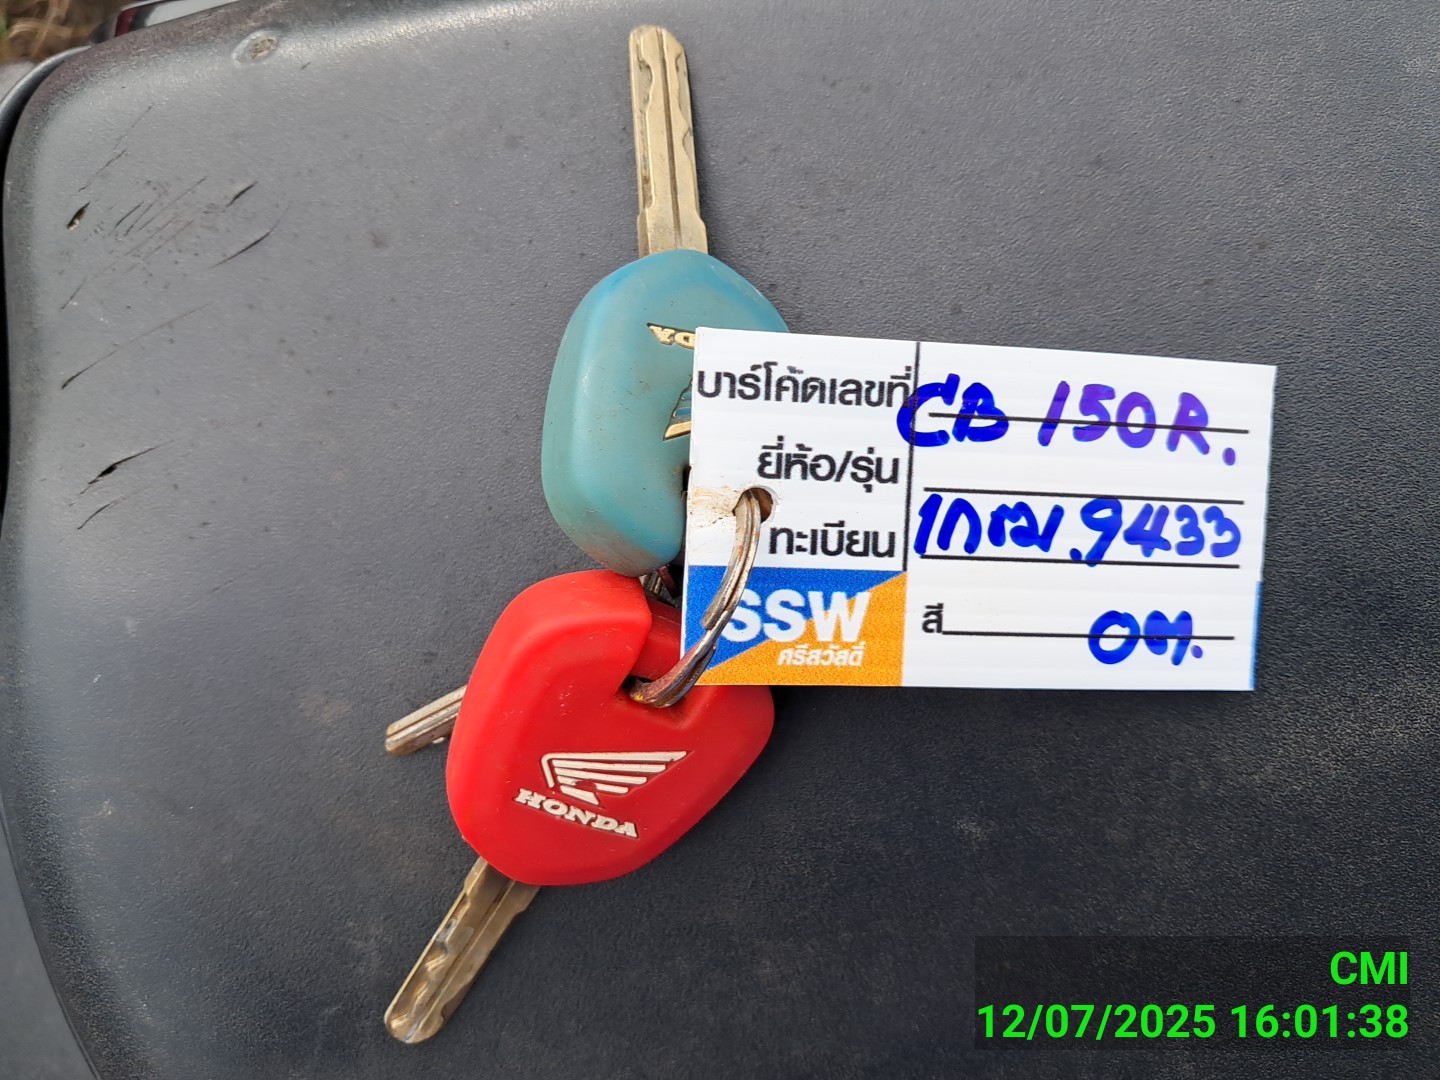 บาร์โค้ดเลขที่ CB 150R.
ยี่ห้อ/รุ่น
ทะเบียน 1กฒ.9433
สี อต.
SSW
ศรีสวัสดิ์
HONDA
CMI
12/07/2025 16:01:38